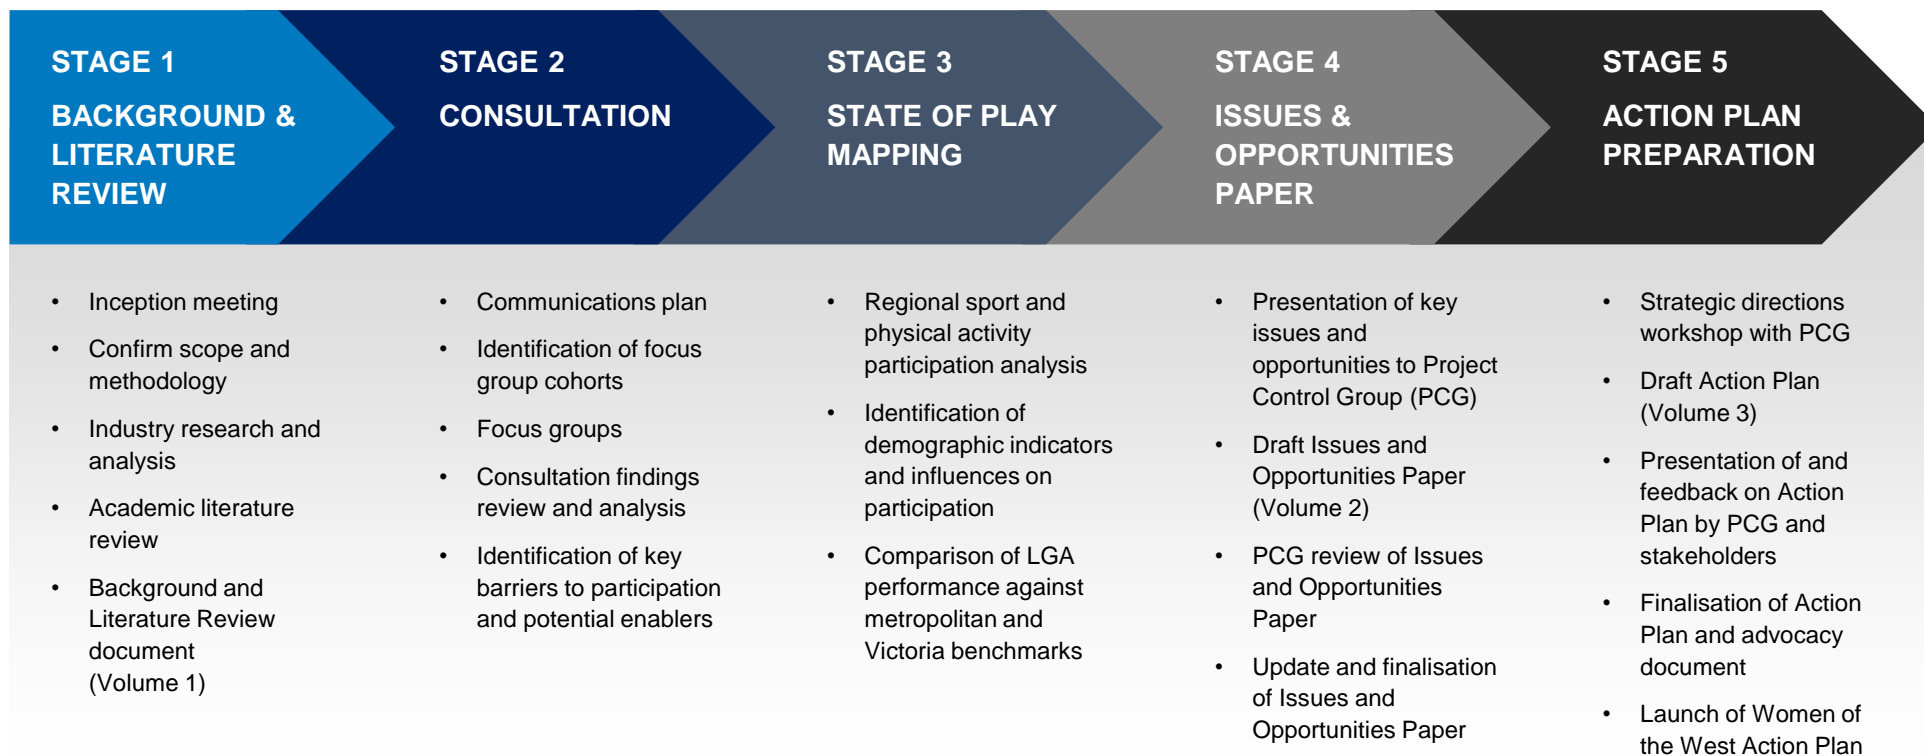 STAGE 1
BACKGROUND &
LITERATURE
REVIEW
STAGE 2
CONSULTATION
STAGE 3
STATE OF PLAY
MAPPING
STAGE 4
ISSUES &
OPPORTUNITIES
PAPER
STAGE 5
ACTION PLAN
PREPARATION
• Inception meeting
• Confirm scope and
methodology
• Industry research and
analysis
• Academic literature
review
• Background and
Literature Review
document
(Volume 1)
• Communications plan
• Identification of focus
group cohorts
• Focus groups
• Consultation findings
review and analysis
• Identification of key
barriers to participation
and potential enablers
• Regional sport and
physical activity
participation analysis
• Identification of
demographic indicators
and influences on
participation
• Comparison of LGA
performance against
metropolitan and
Victoria benchmarks
• Presentation of key
issues and
opportunities to Project
Control Group (PCG)
• Draft Issues and
Opportunities Paper
(Volume 2)
• PCG review of Issues
and Opportunities
Paper
• Update and finalisation
of Issues and
Opportunities Paper
• Strategic directions
workshop with PCG
• Draft Action Plan
(Volume 3)
• Presentation of and
feedback on Action
Plan by PCG and
stakeholders
• Finalisation of Action
Plan and advocacy
document
• Launch of Women of
the West Action Plan